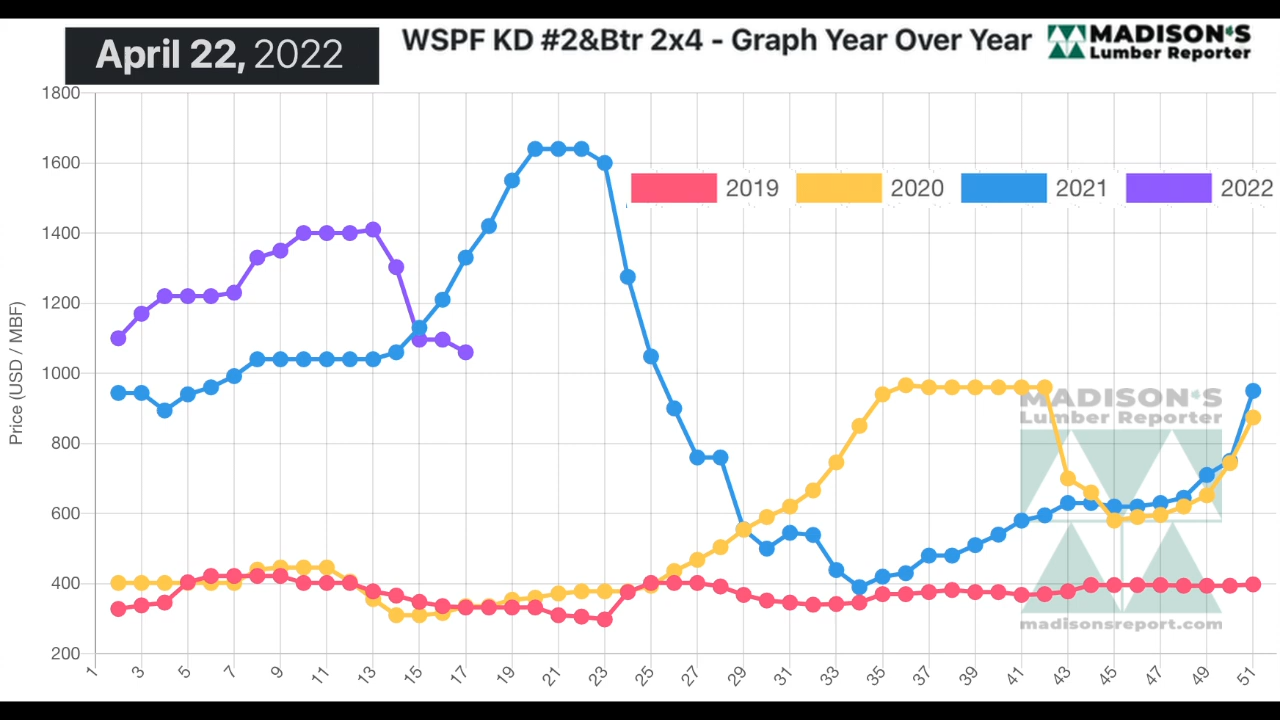 April 22, 2022
WSPF KD #2&Btr 2x4 - Graph Year Over Year
MADISON'S
Lumber Reporter
2019 2020 2021 2022
Price (USD / MBF)
1800
1600
1400
1200
1000
800
600
400
200
1 3 5 7 9 11 13 15 17 19 21 23 25 27 29 31 33 35 37 39 41 43 45 47 49 51
MADISON'S
Lumber Reporter
madisonsreport.com